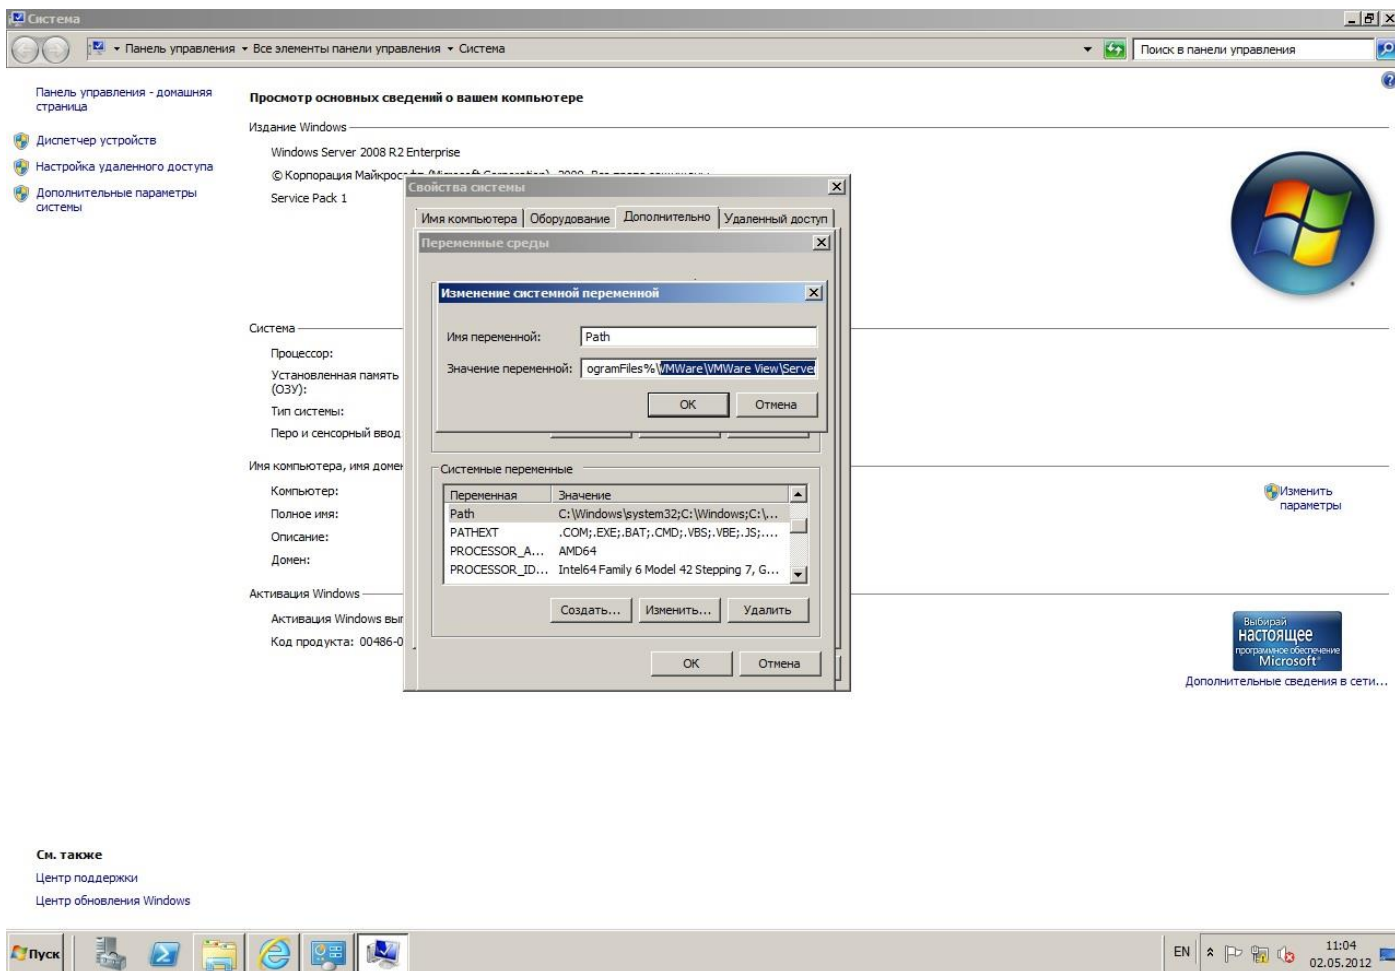 Система
Панель управления
Все элементы панели управления
Система
Поиск в панели управления
Панель управления - домашняя
страница
Диспетчер устройств
Настройка удаленного доступа
Дополнительные параметры
системы
Просмотр основных сведений о вашем компьютере
Издание Windows
Windows Server 2008 R2 Enterprise
© Корпорация
Service Pack 1
Система
Процессор:
Установленная память
(ОЗУ):
Тип системы:
Перо и сенсорный ввод
Имя компьютера, имя
Компьютер:
Полное имя:
Описание:
Домен:
Активация Windows
Активация Windows
Код продукта: 00486-0
Свойства системы
Имя компьютера
Оборудование
Дополнительно
Удаленный доступ
Переменные среды
Изменение системной переменной
Имя переменной:
Path
Значение переменной:
ogramFiles%\VMWare\VMWare View\Server
ОК
Отмена
Системные переменные
Переменная Значение
Path C:\Windows\system32;C:\Windows;C:\...
PATHEXT .COM;.EXE;.BAT;.CMD;.VBS;.VBE;.JS;....
PROCESSOR_A... AMD64
PROCESSOR_ID... Intel64 Family 6 Model 42 Stepping 7, G...
Создать...
Изменить...
Удалить
ОК
Отмена
Изменить
параметры
Выбирай
настоящее
программное обеспечение
Microsoft
Дополнительные сведения в сети...
См. также
Центр поддержки
Центр обновления Windows
Пуск
EN
11:04
02.05.2012